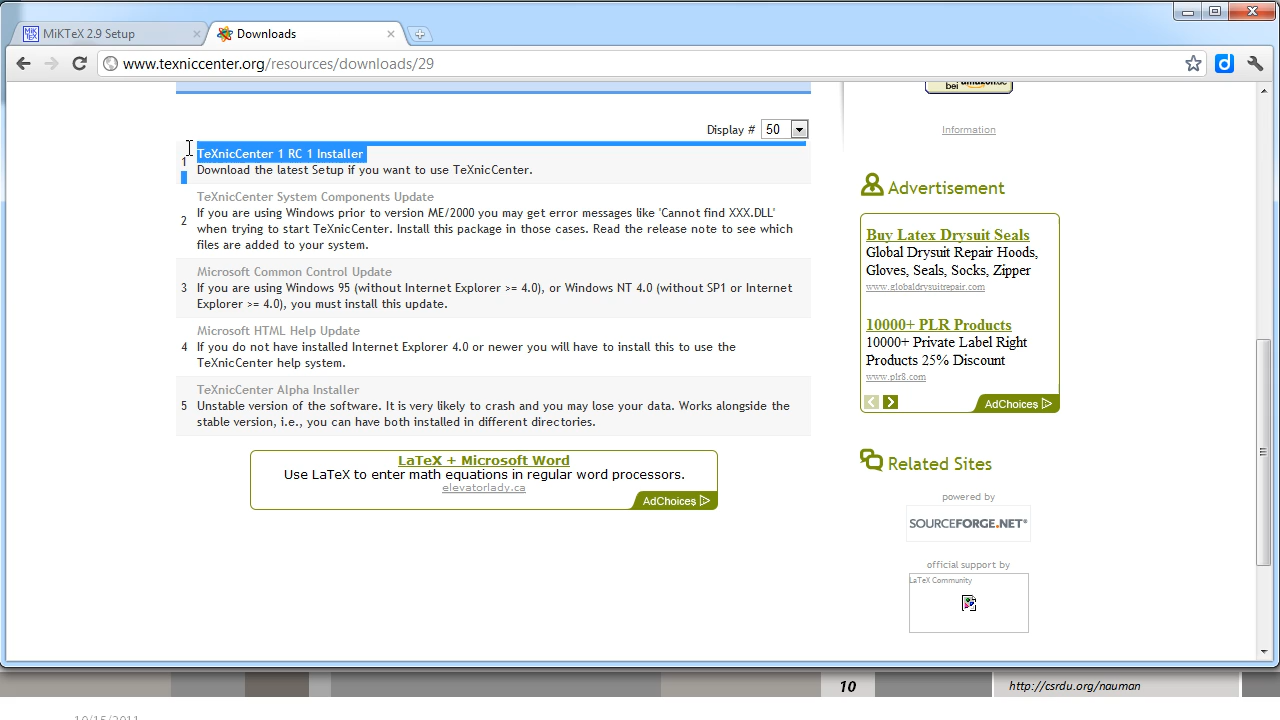 MiKTeX 2.9 Setup
Downloads
www.texniccenter.org/resources/downloads/29
bei amazon.de
Information
Display # 50
1
TeXnicCenter 1 RC 1 Installer
Download the latest Setup if you want to use TeXnicCenter.
2
TeXnicCenter System Components Update
If you are using Windows prior to version ME/2000 you may get error messages like 'Cannot find XXX.DLL'
when trying to start TeXnicCenter. Install this package in those cases. Read the release note to see which
files are added to your system.
3
Microsoft Common Control Update
If you are using Windows 95 (without Internet Explorer >= 4.0), or Windows NT 4.0 (without SP1 or Internet
Explorer >= 4.0), you must install this update.
4
Microsoft HTML Help Update
If you do not have installed Internet Explorer 4.0 or newer you will have to install this to use the
TeXnicCenter help system.
5
TeXnicCenter Alpha Installer
Unstable version of the software. It is very likely to crash and you may lose your data. Works alongside the
stable version, i.e., you can have both installed in different directories.
LaTeX + Microsoft Word
Use LaTeX to enter math equations in regular word processors.
elevatorlady.ca
AdChoices
Advertisement
Buy Latex Drysuit Seals
Global Drysuit Repair Hoods,
Gloves, Seals, Socks, Zipper
www.globaldrysuitrepair.com
10000+ PLR Products
10000+ Private Label Right
Products 25% Discount
www.plr8.com
AdChoices
Related Sites
powered by
SOURCEFORGE.NET®
official support by
LaTeX Community
10
http://csrdu.org/nauman
10/15/2011